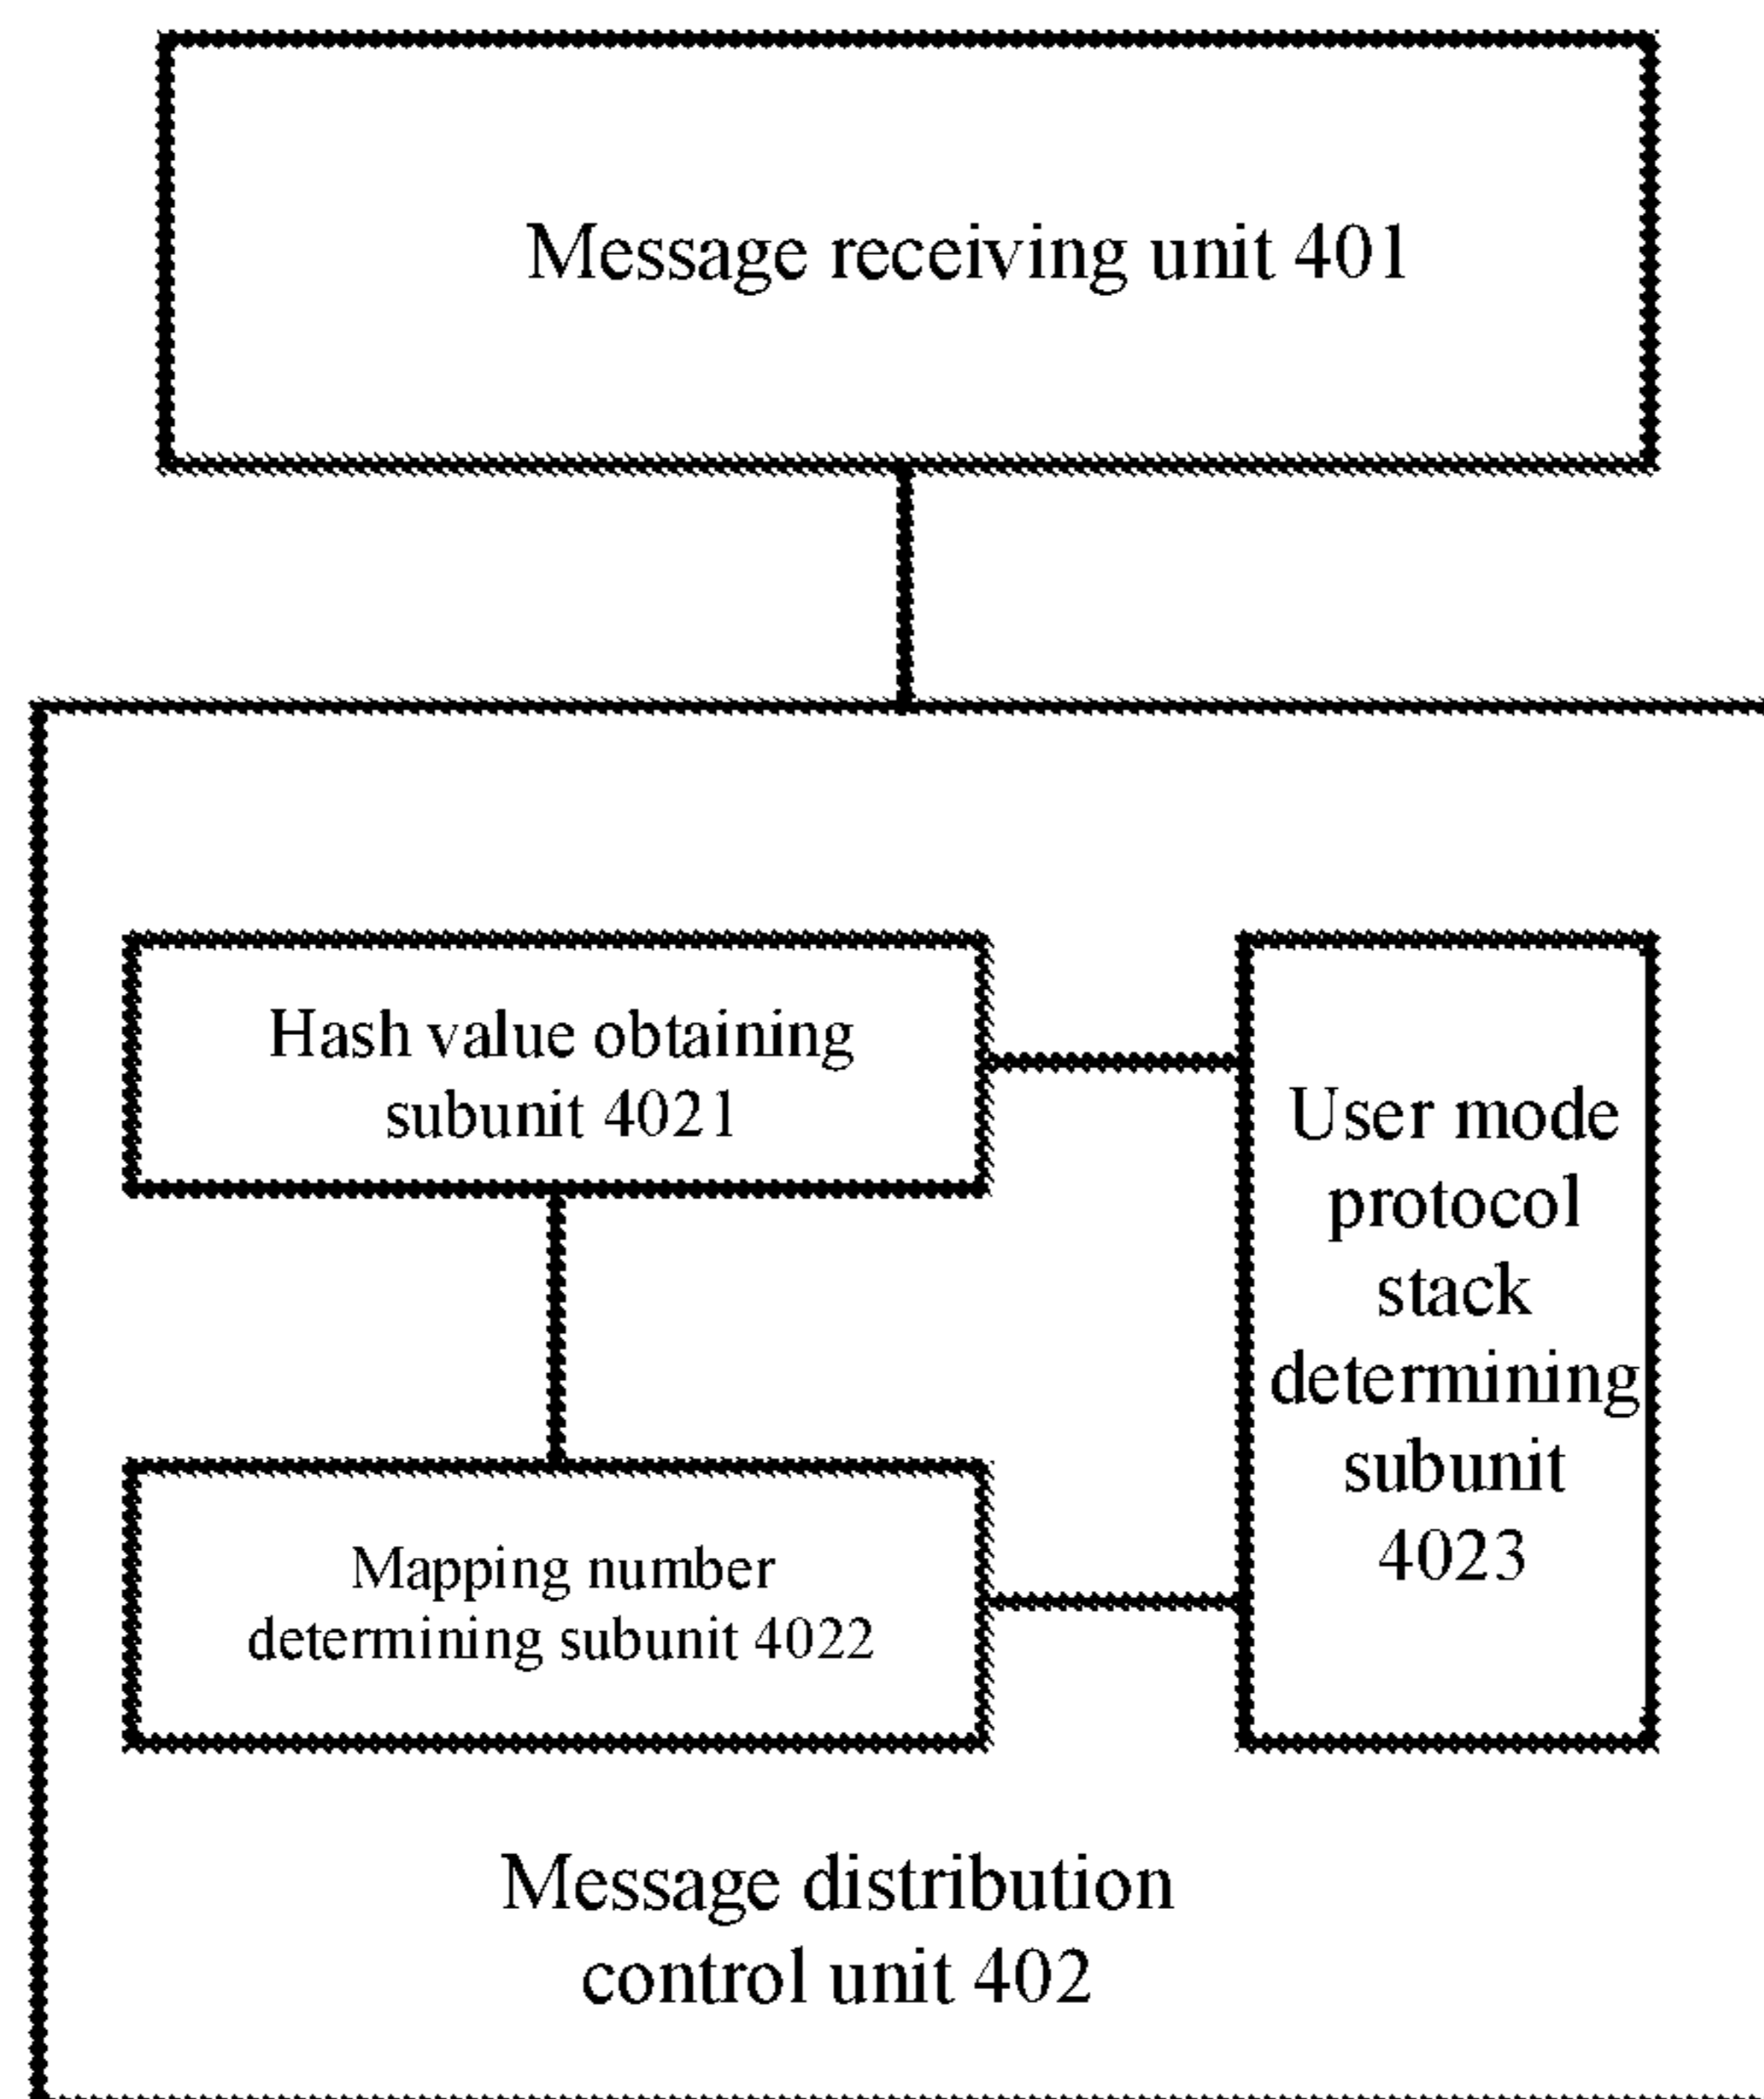 Message receiving unit 401
Hash value obtaining
subunit 4021
User mode
protocol
stack
determining
subunit
4023
Mapping number
determining subunit 4022
Message distribution
control unit 402